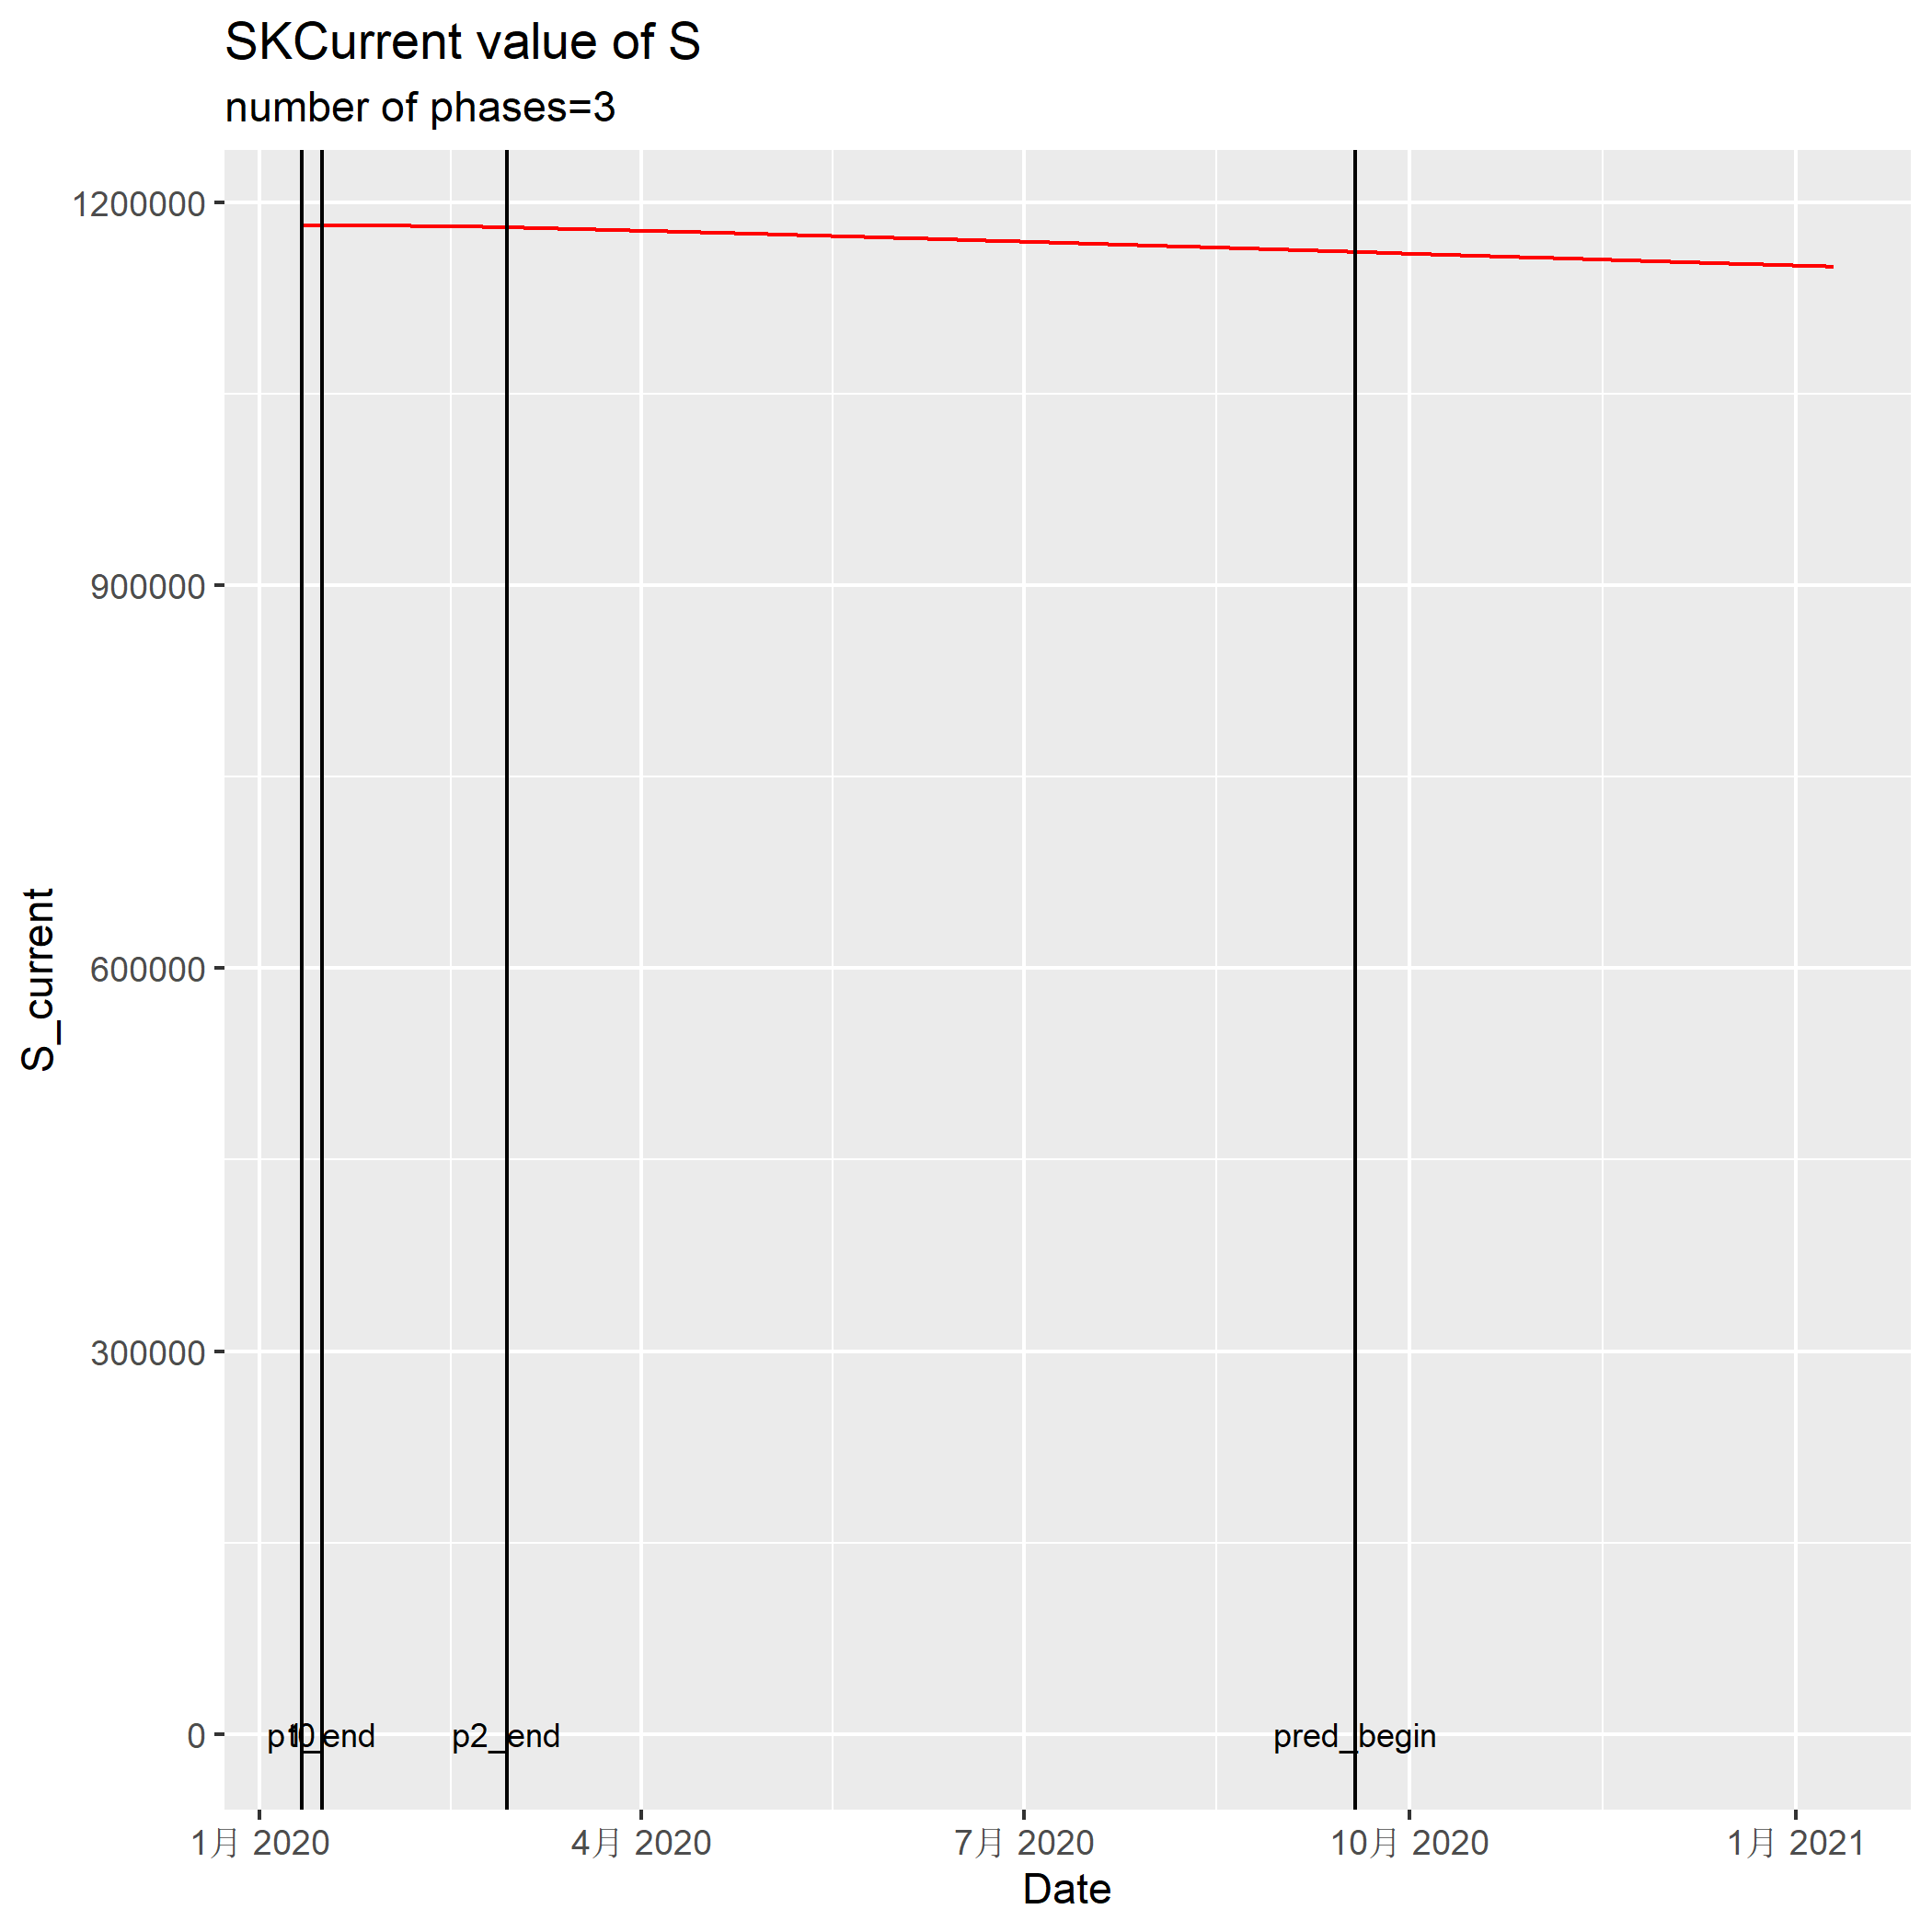 SKCurrent value of S
number of phases=3
1200000
900000
600000
300000
0
S_current
p2_end
pred_begin
1月 2020
4月 2020
7月 2020
10月 2020
1月 2021
Date